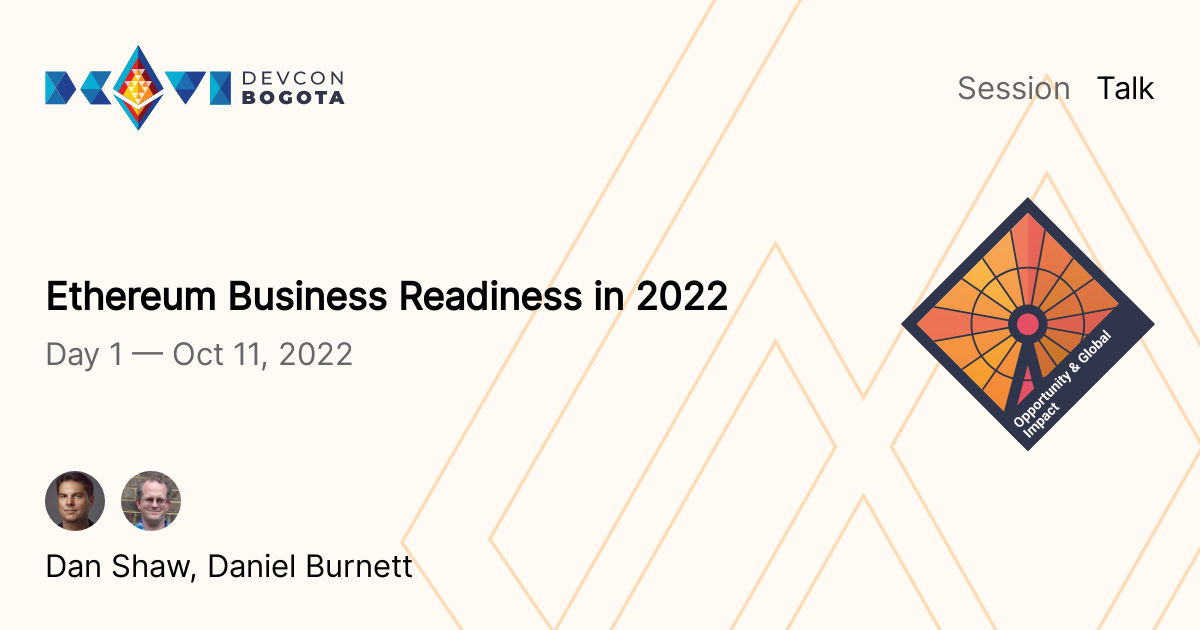 DEVCON
BOGOTA
Session Talk
Ethereum Business Readiness in 2022
Day 1 — Oct 11, 2022
Opportunity & Global
Impact
Dan Shaw, Daniel Burnett